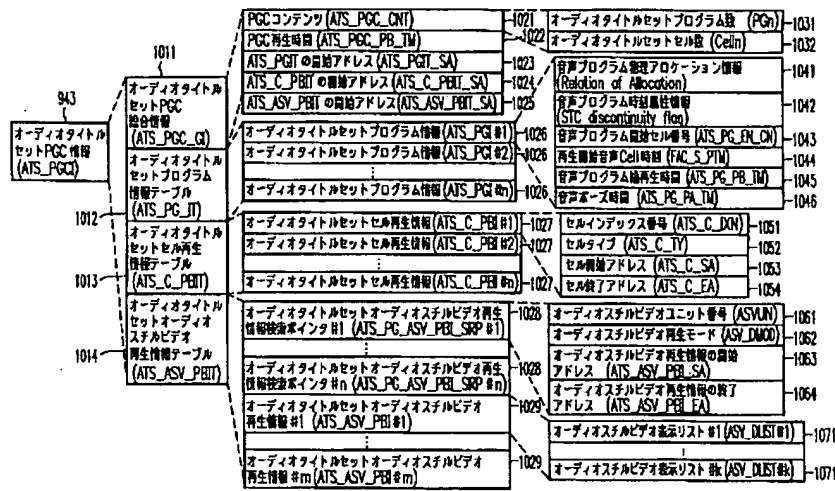 943
オーディオタイトル
セットPGC情報
(ATS_PGCI)
1011
オーディオタイトル
セットPGC
総合情報
(ATS_PGC_GI)
オーディオタイトル
セットプログラム
情報テーブル
(ATS_PG_IT)
1012
オーディオタイトル
セットセル再生
情報テーブル
(ATS_C_PBIT)
1013
オーディオタイトル
セットオーディオ
スチルビデオ
再生情報テーブル
(ATS_ASV_PBIT)
1014
PGCコンテンツ(ATS_PGC_CNT) 1021
PGC再生時間(ATS_PGC_PB_TM) 1022
ATS_PGITの開始アドレス(ATS_PGIT_SA) 1023
ATS_C_PBITの開始アドレス(ATS_C_PBIT_SA) 1024
ATS_ASV_PBITの開始アドレス(ATS_ASV_PBIT_SA) 1025
オーディオタイトルセットプログラム情報(ATS_PGI#1) 1026
オーディオタイトルセットプログラム情報(ATS_PGI#2) 1026
オーディオタイトルセットプログラム情報(ATS_PGI#n) 1026
オーディオタイトルセットセル再生情報(ATS_C_PBI#1) 1027
オーディオタイトルセットセル再生情報(ATS_C_PBI#2) 1027
オーディオタイトルセットセル再生情報(ATS_C_PBI#n) 1027
オーディオタイトルセットオーディオスチルビデオ再生
情報検索ポインタ#1(ATS_PG_ASV_PBI_SRP#1) 1028
オーディオタイトルセットオーディオスチルビデオ再生
情報検索ポインタ#n(ATS_PG_ASV_PBI_SRP#n) 1028
オーディオタイトルセットオーディオスチルビデオ
再生情報#1(ATS_ASV_PBI#1) 1029
オーディオタイトルセットオーディオスチルビデオ
再生情報#m(ATS_ASV_PBI#m) 1029
オーディオタイトルセットプログラム数(PGn) 1031
オーディオタイトルセットセル数(Celln) 1032
音声プログラム物理アロケーション情報
(Relation of Allocation) 1041
音声プログラム時刻属性情報
(STC discontinuity flag) 1042
音声プログラム開始セル番号(ATS_PG_EN_CN) 1043
再生開始音声Cell時刻(FAC_S_PTM) 1044
音声プログラム総再生時間(ATS_PG_PB_TM) 1045
音声ポーズ時間(ATS_PG_PA_TM) 1046
セルインデックス番号(ATS_C_IXN) 1051
セルタイプ(ATS_C_TY) 1052
セル開始アドレス(ATS_C_SA) 1053
セル終了アドレス(ATS_C_EA) 1054
オーディオスチルビデオユニット番号(ASVUN) 1061
オーディオスチルビデオ再生モード(ASV_DMOD) 1062
オーディオスチルビデオ再生情報の開始
アドレス(ATS_ASV_PBI_SA) 1063
オーディオスチルビデオ再生情報の終了
アドレス(ATS_ASV_PBI_EA) 1064
オーディオスチルビデオ表示リスト#1(ASV_DLIST#1) 1071
オーディオスチルビデオ表示リスト#k(ASV_DLIST#k) 1071